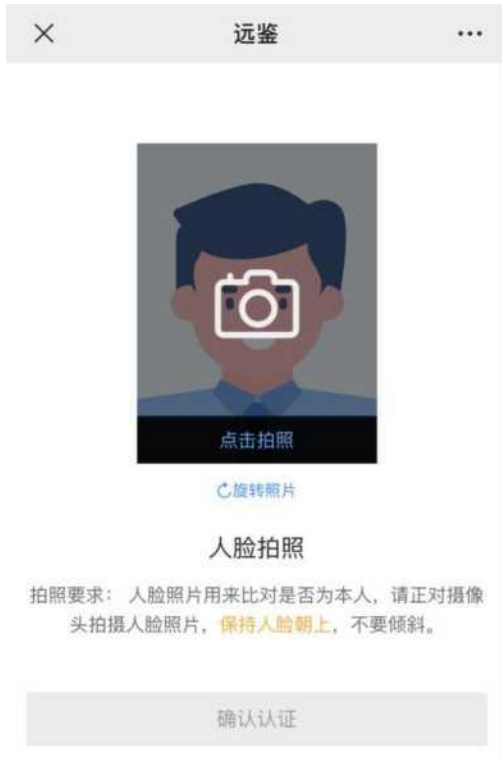 远鉴
点击拍照
旋转照片
人脸拍照
拍照要求： 人脸照片用来比对是否为本人，请正对摄像
头拍摄人脸照片，保持人脸朝上，不要倾斜。
确认认证